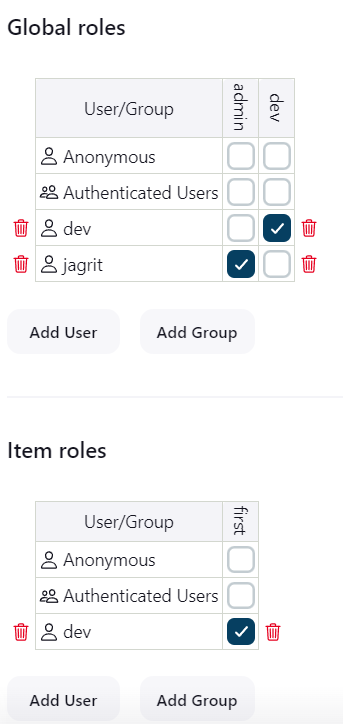 Global roles
User/Group admin dev
Anonymous
Authenticated Users
dev
jagrit
Add User Add Group
Item roles
User/Group first
Anonymous
Authenticated Users
dev
Add User Add Group